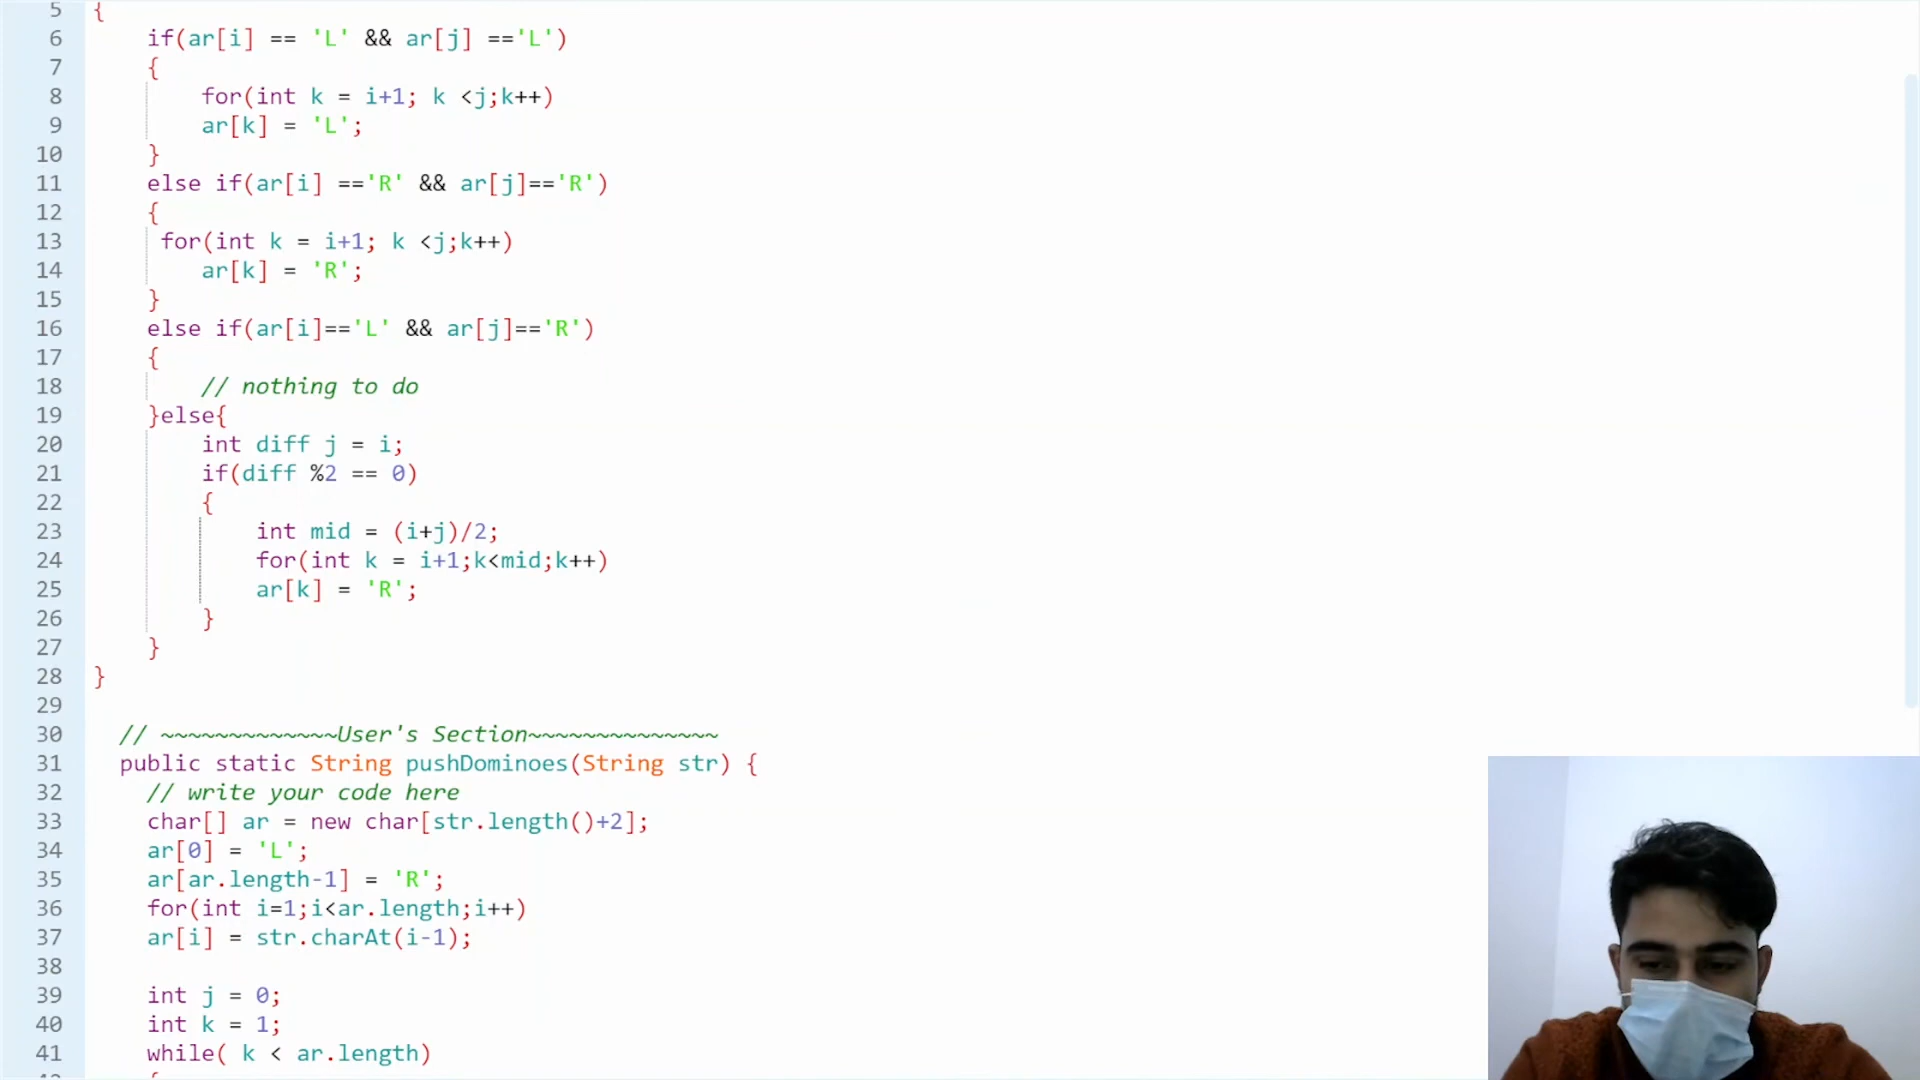 5 {
6 if(ar[i] == 'L' && ar[j] =='L')
7 {
8 for(int k = i+1; k <j;k++)
9 ar[k] = 'L';
10 }
11 else if(ar[i] =='R' && ar[j]=='R')
12 {
13 for(int k = i+1; k <j;k++)
14 ar[k] = 'R';
15 }
16 else if(ar[i]=='L' && ar[j]=='R')
17 {
18 // nothing to do
19 }else{
20 int diff j = i;
21 if(diff %2 == 0)
22 {
23 int mid = (i+j)/2;
24 for(int k = i+1;k<mid;k++)
25 ar[k] = 'R';
26 }
27 }
28 }
29
30 // ~~~~~~~~~~~~~User's Section~~~~~~~~~~~~~~
31 public static String pushDominoes(String str) {
32 // write your code here
33 char[] ar = new char[str.length()+2];
34 ar[0] = 'L';
35 ar[ar.length-1] = 'R';
36 for(int i=1;i<ar.length;i++)
37 ar[i] = str.charAt(i-1);
38
39 int j = 0;
40 int k = 1;
41 while( k < ar.length)